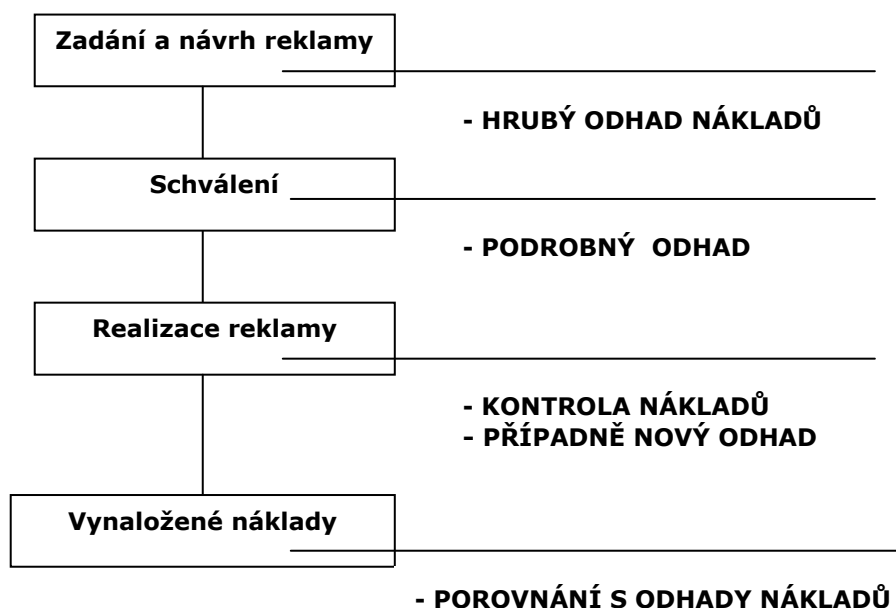 Zadání a návrh reklamy
- HRUBÝ ODHAD NÁKLADŮ
Schválení
- PODROBNÝ ODHAD
Realizace reklamy
- KONTROLA NÁKLADŮ
- PŘÍPADNĚ NOVÝ ODHAD
Vynaložené náklady
- POROVNÁNÍ S ODHADY NÁKLADŮ